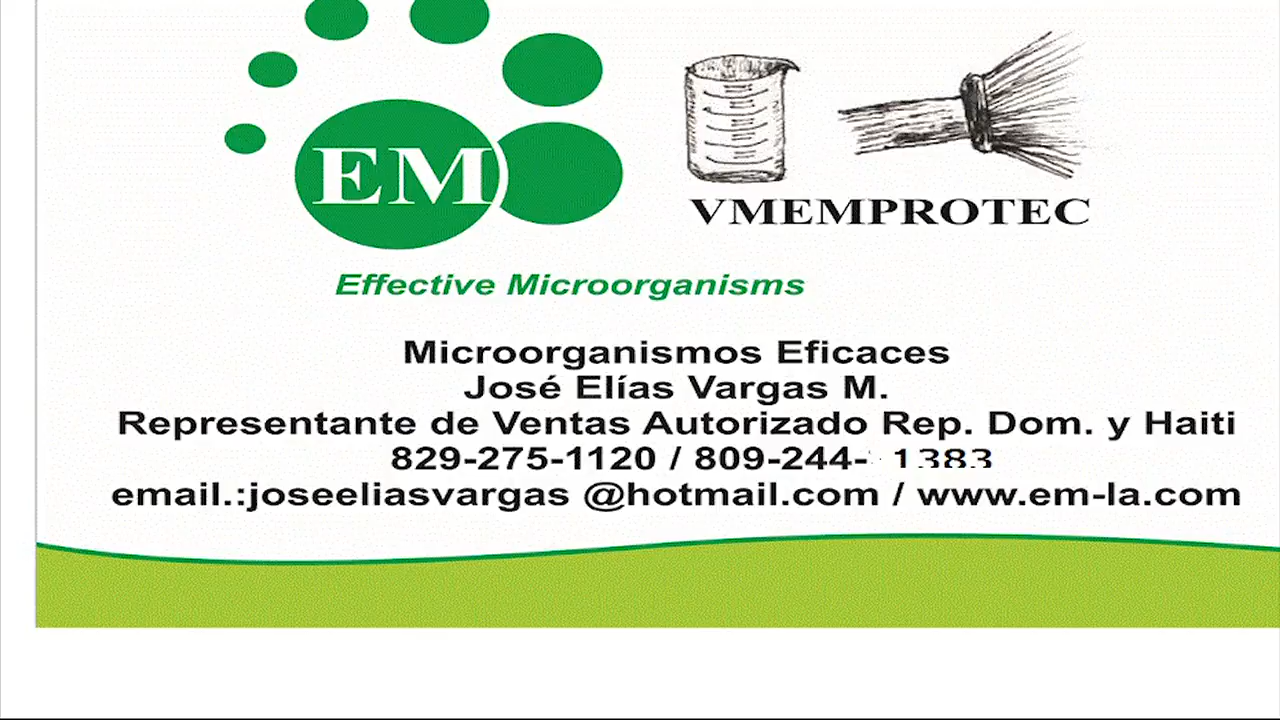 EM
VMEMPROTEC
Effective Microorganisms
Microorganismos Eficaces
José Elías Vargas M.
Representante de Ventas Autorizado Rep. Dom. y Haiti
829-275-1120 / 809-244- 1383
email.:joseeliasvargas @hotmail.com / www.em-la.com